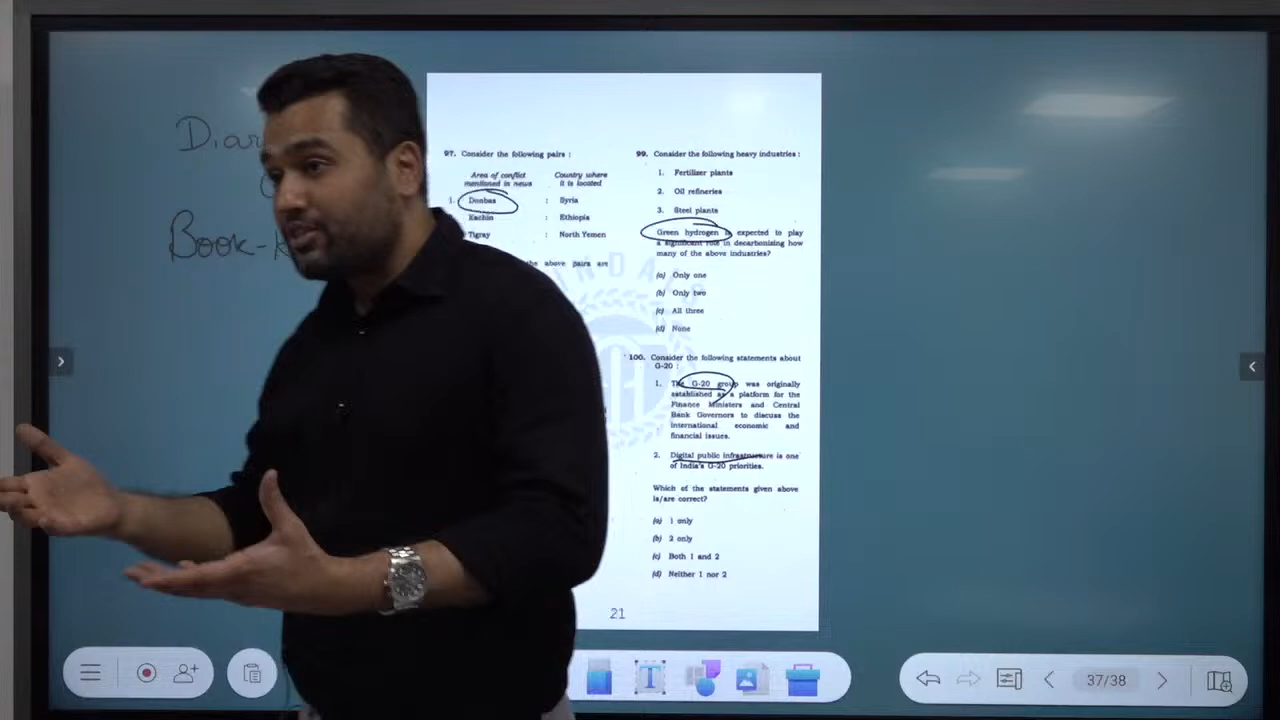 Diar
Book-K
97. Consider the following pairs :
Area of conflict
mentioned in news
Country where
it is located
1. Donbas : Syria
Kachin : Ethiopia
Tigray : North Yemen
the above pairs are
99. Consider the following heavy industries :
1. Fertilizer plants
2. Oil refineries
3. Steel plants
Green hydrogen is expected to play
a significant role in decarbonizing how
many of the above industries?
(a) Only one
(b) Only two
(c) All three
(d) None
100. Consider the following statements about
G-20 :
1. The G-20 group was originally
established as a platform for the
Finance Ministers and Central
Bank Governors to discuss the
international economic and
financial issues.
2. Digital public infrastructure is one
of India's G-20 priorities.
Which of the statements given above
is/are correct?
(a) 1 only
(b) 2 only
(c) Both 1 and 2
(d) Neither 1 nor 2
21
T
37/38